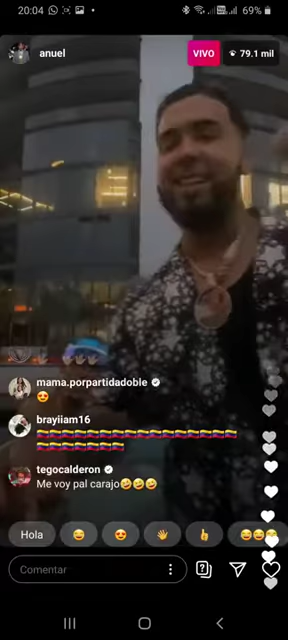 20:04
69%
anuel
VIVO
79.1 mil
mama.porpartidadoble
😍
brayiiam16
🇻🇪🇻🇪🇻🇪🇻🇪🇻🇪🇻🇪🇻🇪🇻🇪🇻🇪🇻🇪🇻🇪🇻🇪🇻🇪🇻🇪🇻🇪🇻🇪
🇻🇪🇻🇪🇻🇪🇻🇪🇻🇪🇻🇪🇻🇪
tegocalderon
Me voy pal carajo🤣🤣🤣
Hola 😂 😍 👋 👍 😂😂
Comentar